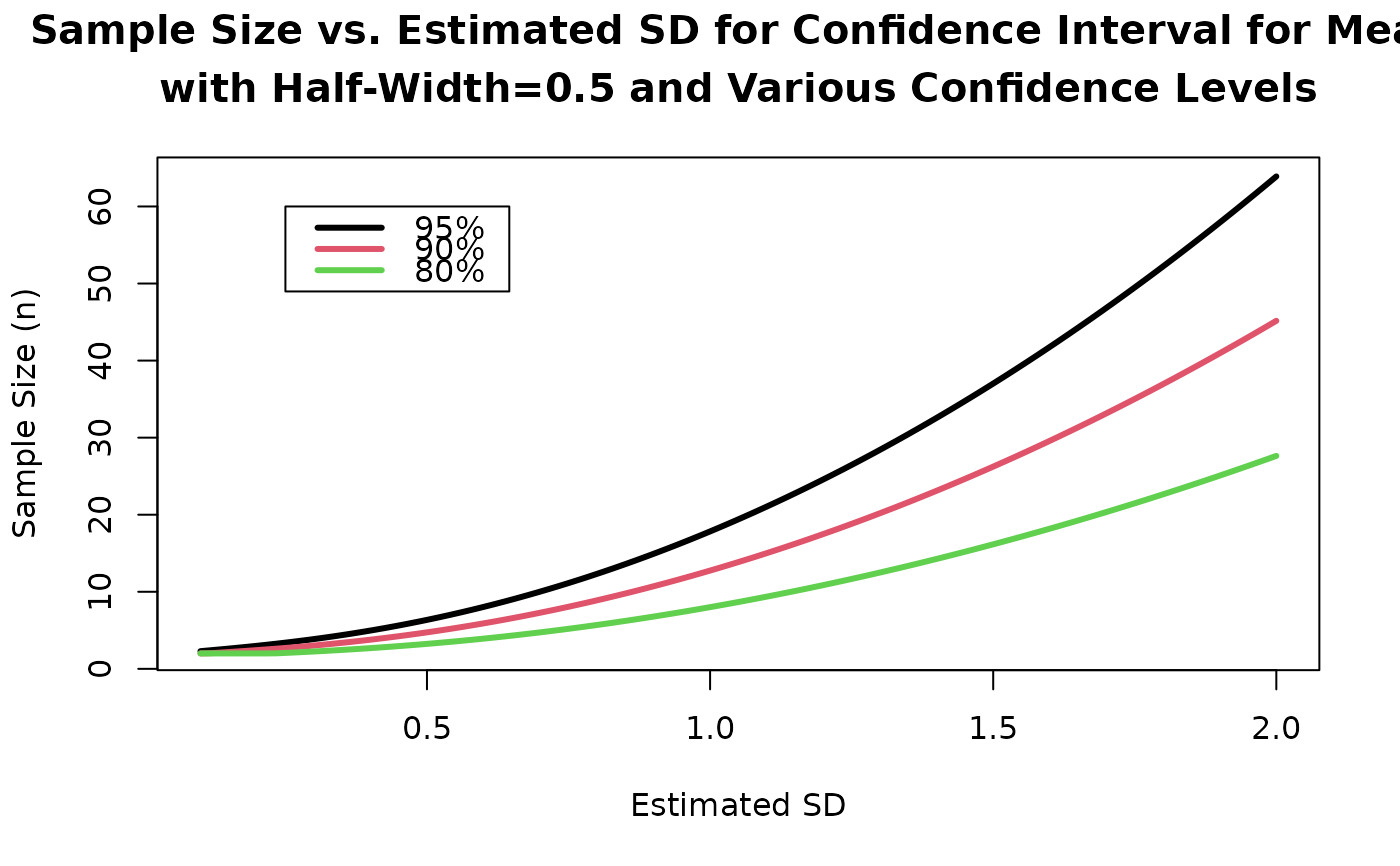 Sample Size vs. Estimated SD for Confidence Interval for Mea
with Half-Width=0.5 and Various Confidence Levels
95%
90%
80%
Sample Size (n)
60
50
40
30
20
10
0
0.5 1.0 1.5 2.0
Estimated SD